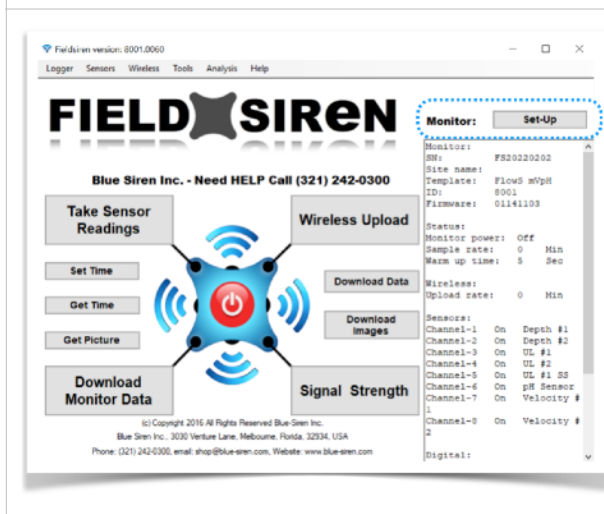 Fieldsiren version: 8001.0060
Logger Sensors Wireless Tools Analysis Help
FIELD SIReN
Blue Siren Inc. - Need HELP Call (321) 242-0300
Take Sensor
Readings
Wireless Upload
Set Time
Get Time
Get Picture
Download Data
Download
Images
Download
Monitor Data
Signal Strength
(c) Copyright 2016 All Rights Reserved Blue-Siren Inc.
Blue Siren Inc., 3030 Venture Lane, Melbourne, Florida, 32934, USA
Phone: (321) 242-0300, email: shop@blue-siren.com, Website: www.blue-siren.com
Monitor: Set-Up
Monitor:
SN: FS20220202
Site name:
Template: FlowS mVpH
ID: 8001
Firmware: 01141103
Status:
Monitor power: Off
Sample rate: 0 Min
Warm up time: 5 Sec
Wireless:
Upload rate: 0 Min
Sensors:
Channel-1 On Depth #1
Channel-2 On Depth #2
Channel-3 On UL #1
Channel-4 On UL #2
Channel-5 On UL #1 SS
Channel-6 On pH Sensor
Channel-7 On Velocity #
1
Channel-8 On Velocity #
2
Digital: